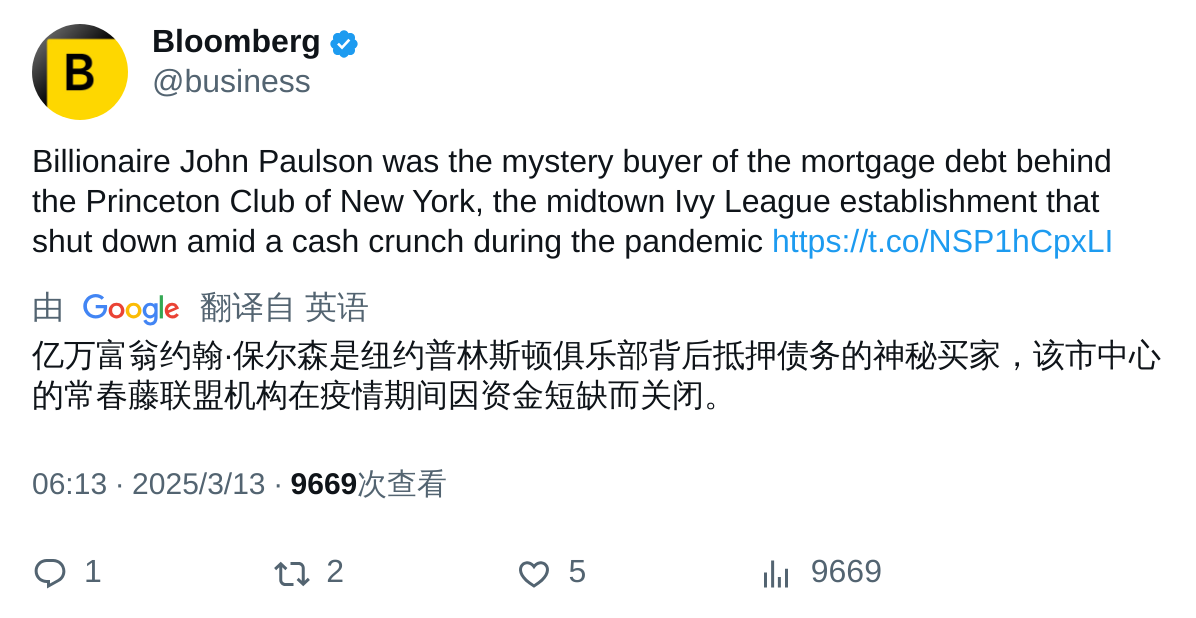 B
Bloomberg
@business
Billionaire John Paulson was the mystery buyer of the mortgage debt behind
the Princeton Club of New York, the midtown Ivy League establishment that
shut down amid a cash crunch during the pandemic https://t.co/NSP1hCpxLI
由 Google 翻译自 英语
亿万富翁约翰·保尔森是纽约普林斯顿俱乐部背后抵押债务的神秘买家，该市中心
的常春藤联盟机构在疫情期间因资金短缺而关闭。
06:13 · 2025/3/13 · 9669次查看
1 2 5 9669